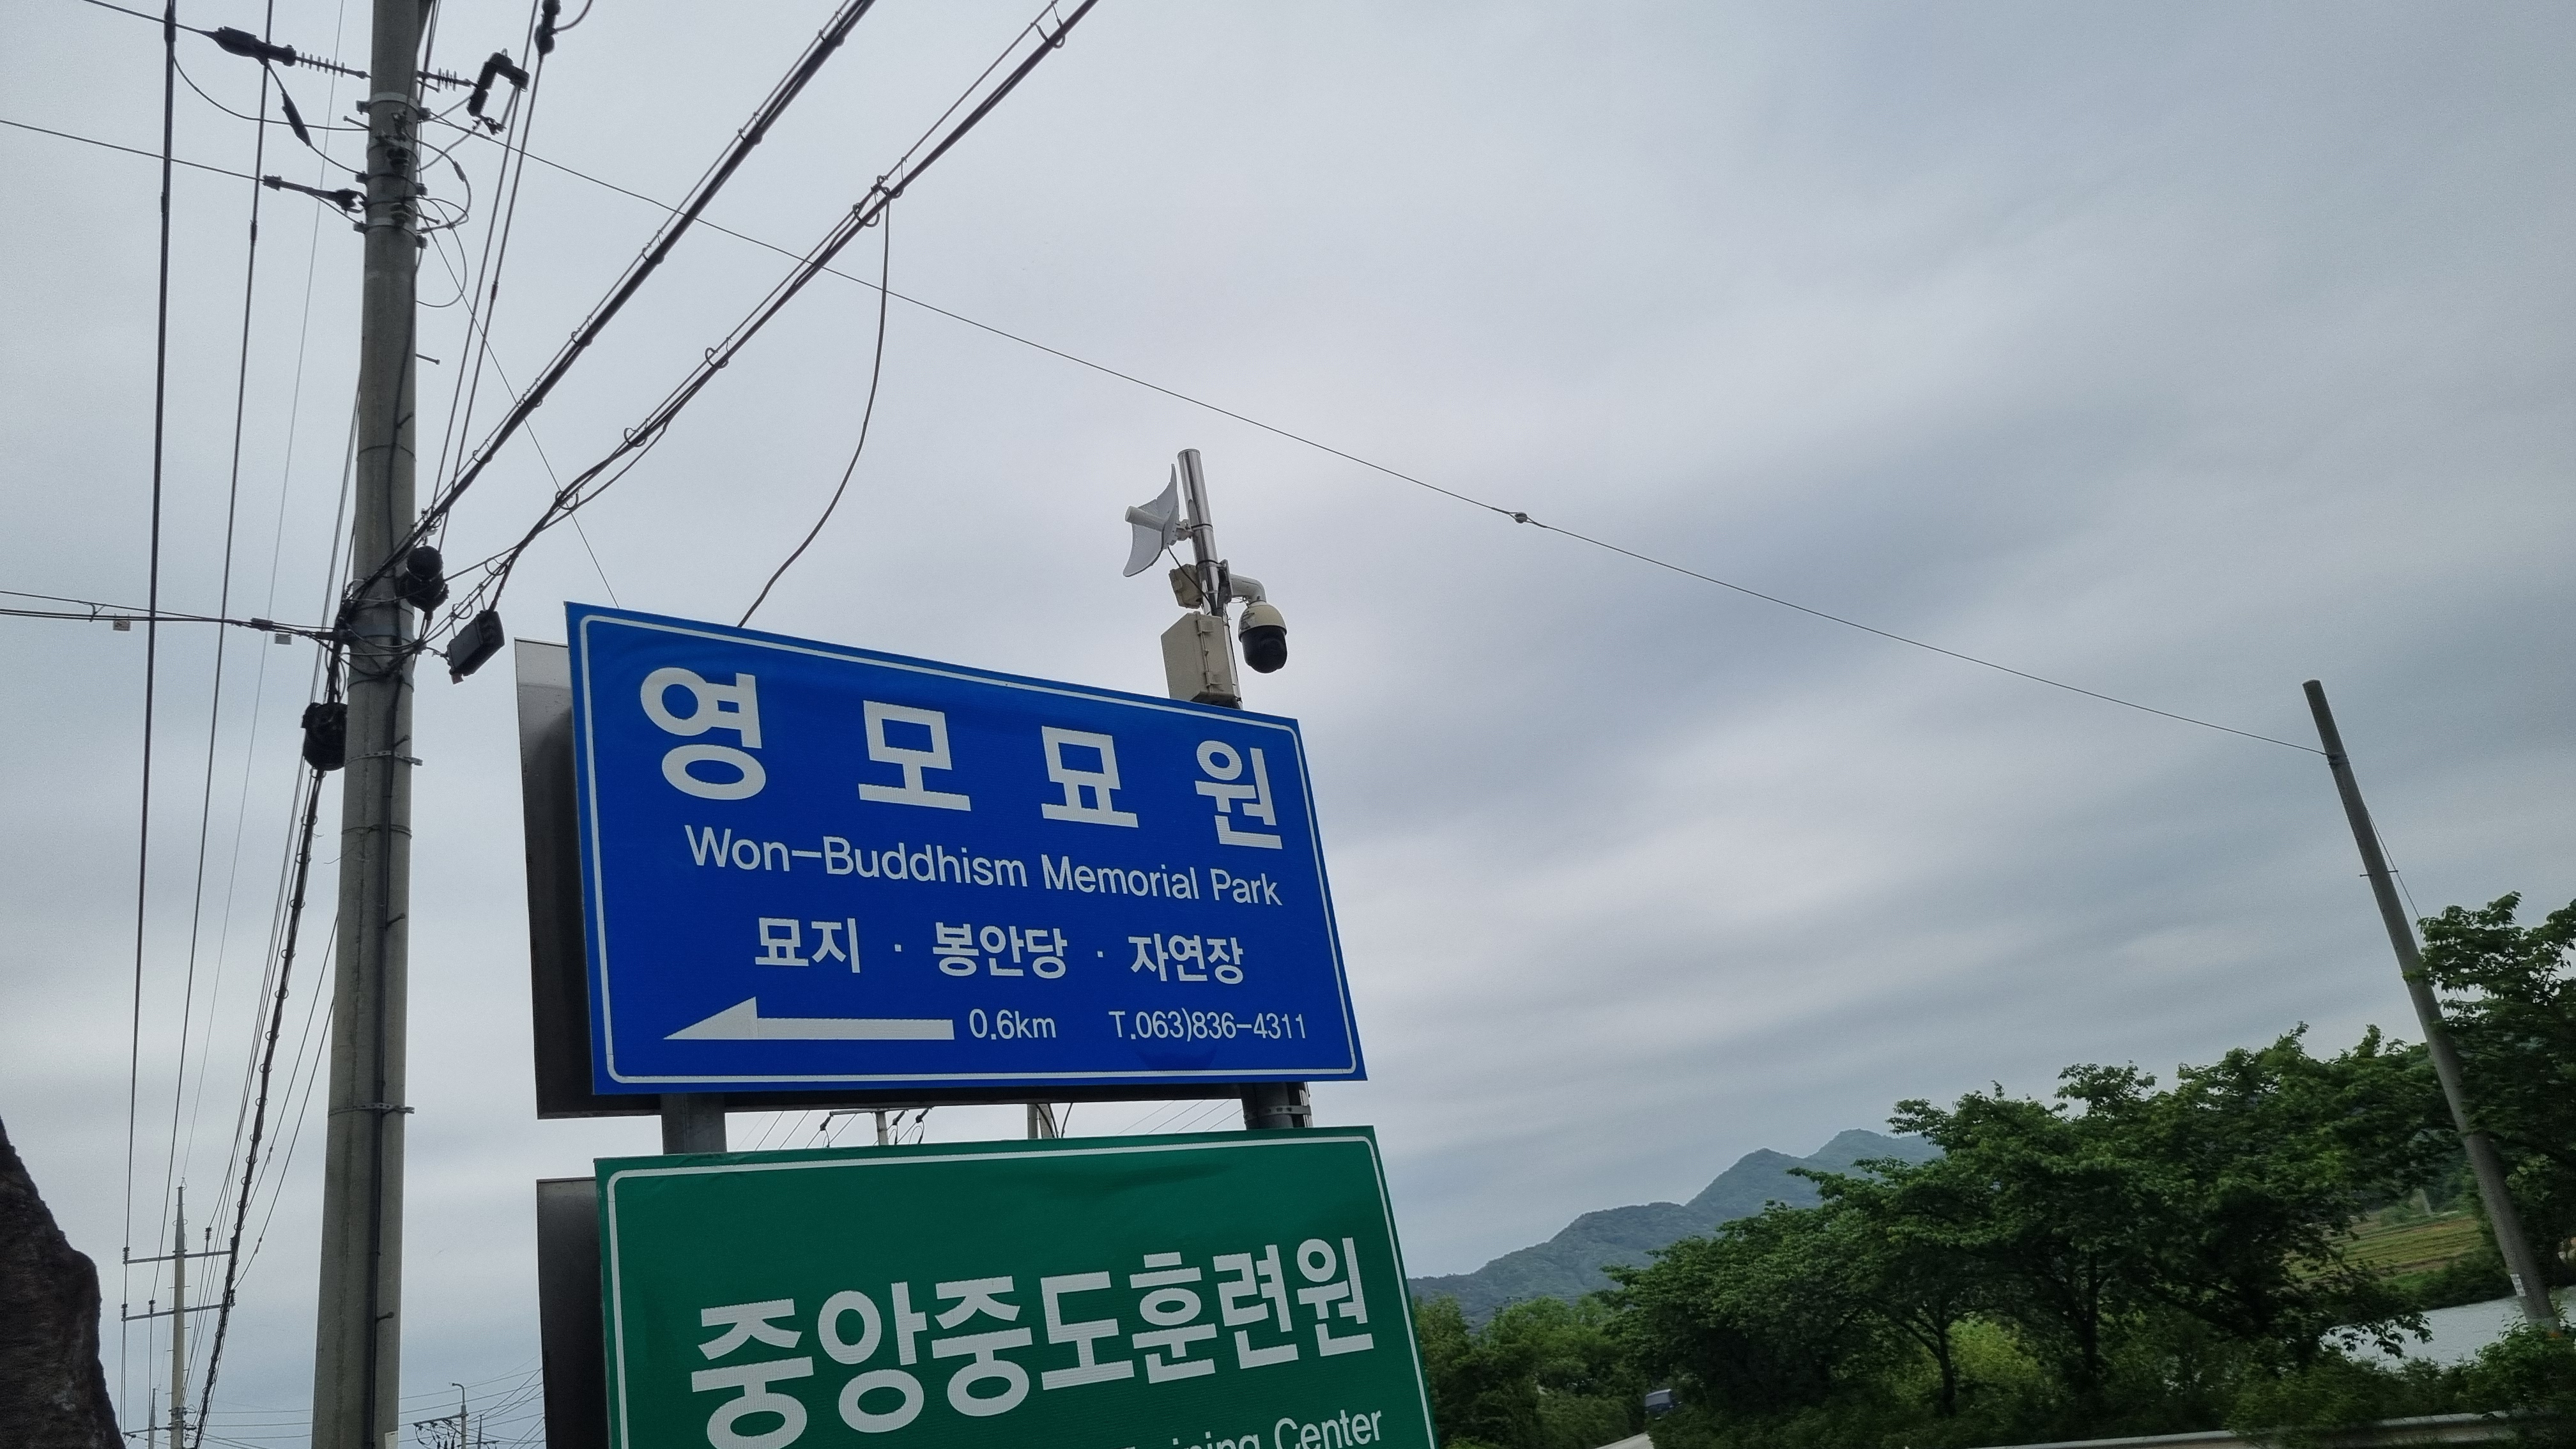 영모묘원
Won-Buddhism Memorial Park
묘지 · 봉안당 · 자연장
0.6km T.063)836-4311
중앙중도훈련원
Center